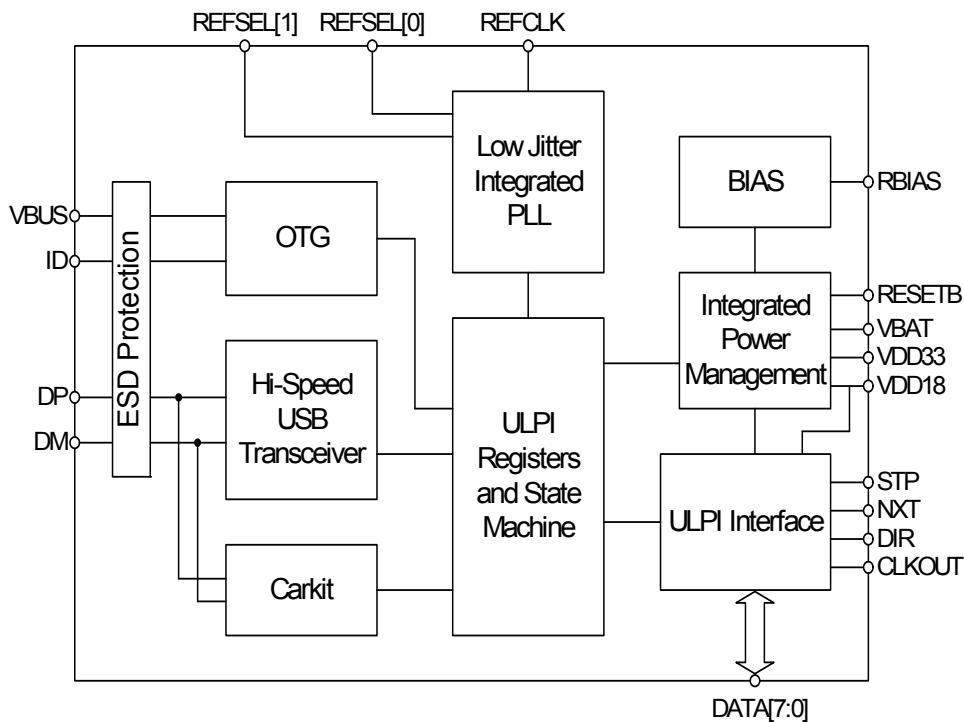 REFSEL[1]
REFSEL[0]
REFCLK
Low Jitter
Integrated
PLL
BIAS
RBIAS
VBUS
ID
ESD Protection
OTG
Integrated
Power
Management
RESETB
VBAT
VDD33
VDD18
DP
DM
Hi-Speed
USB
Transceiver
ULPI
Registers
and State
Machine
ULPI Interface
STP
NXT
DIR
CLKOUT
Carkit
DATA[7:0]